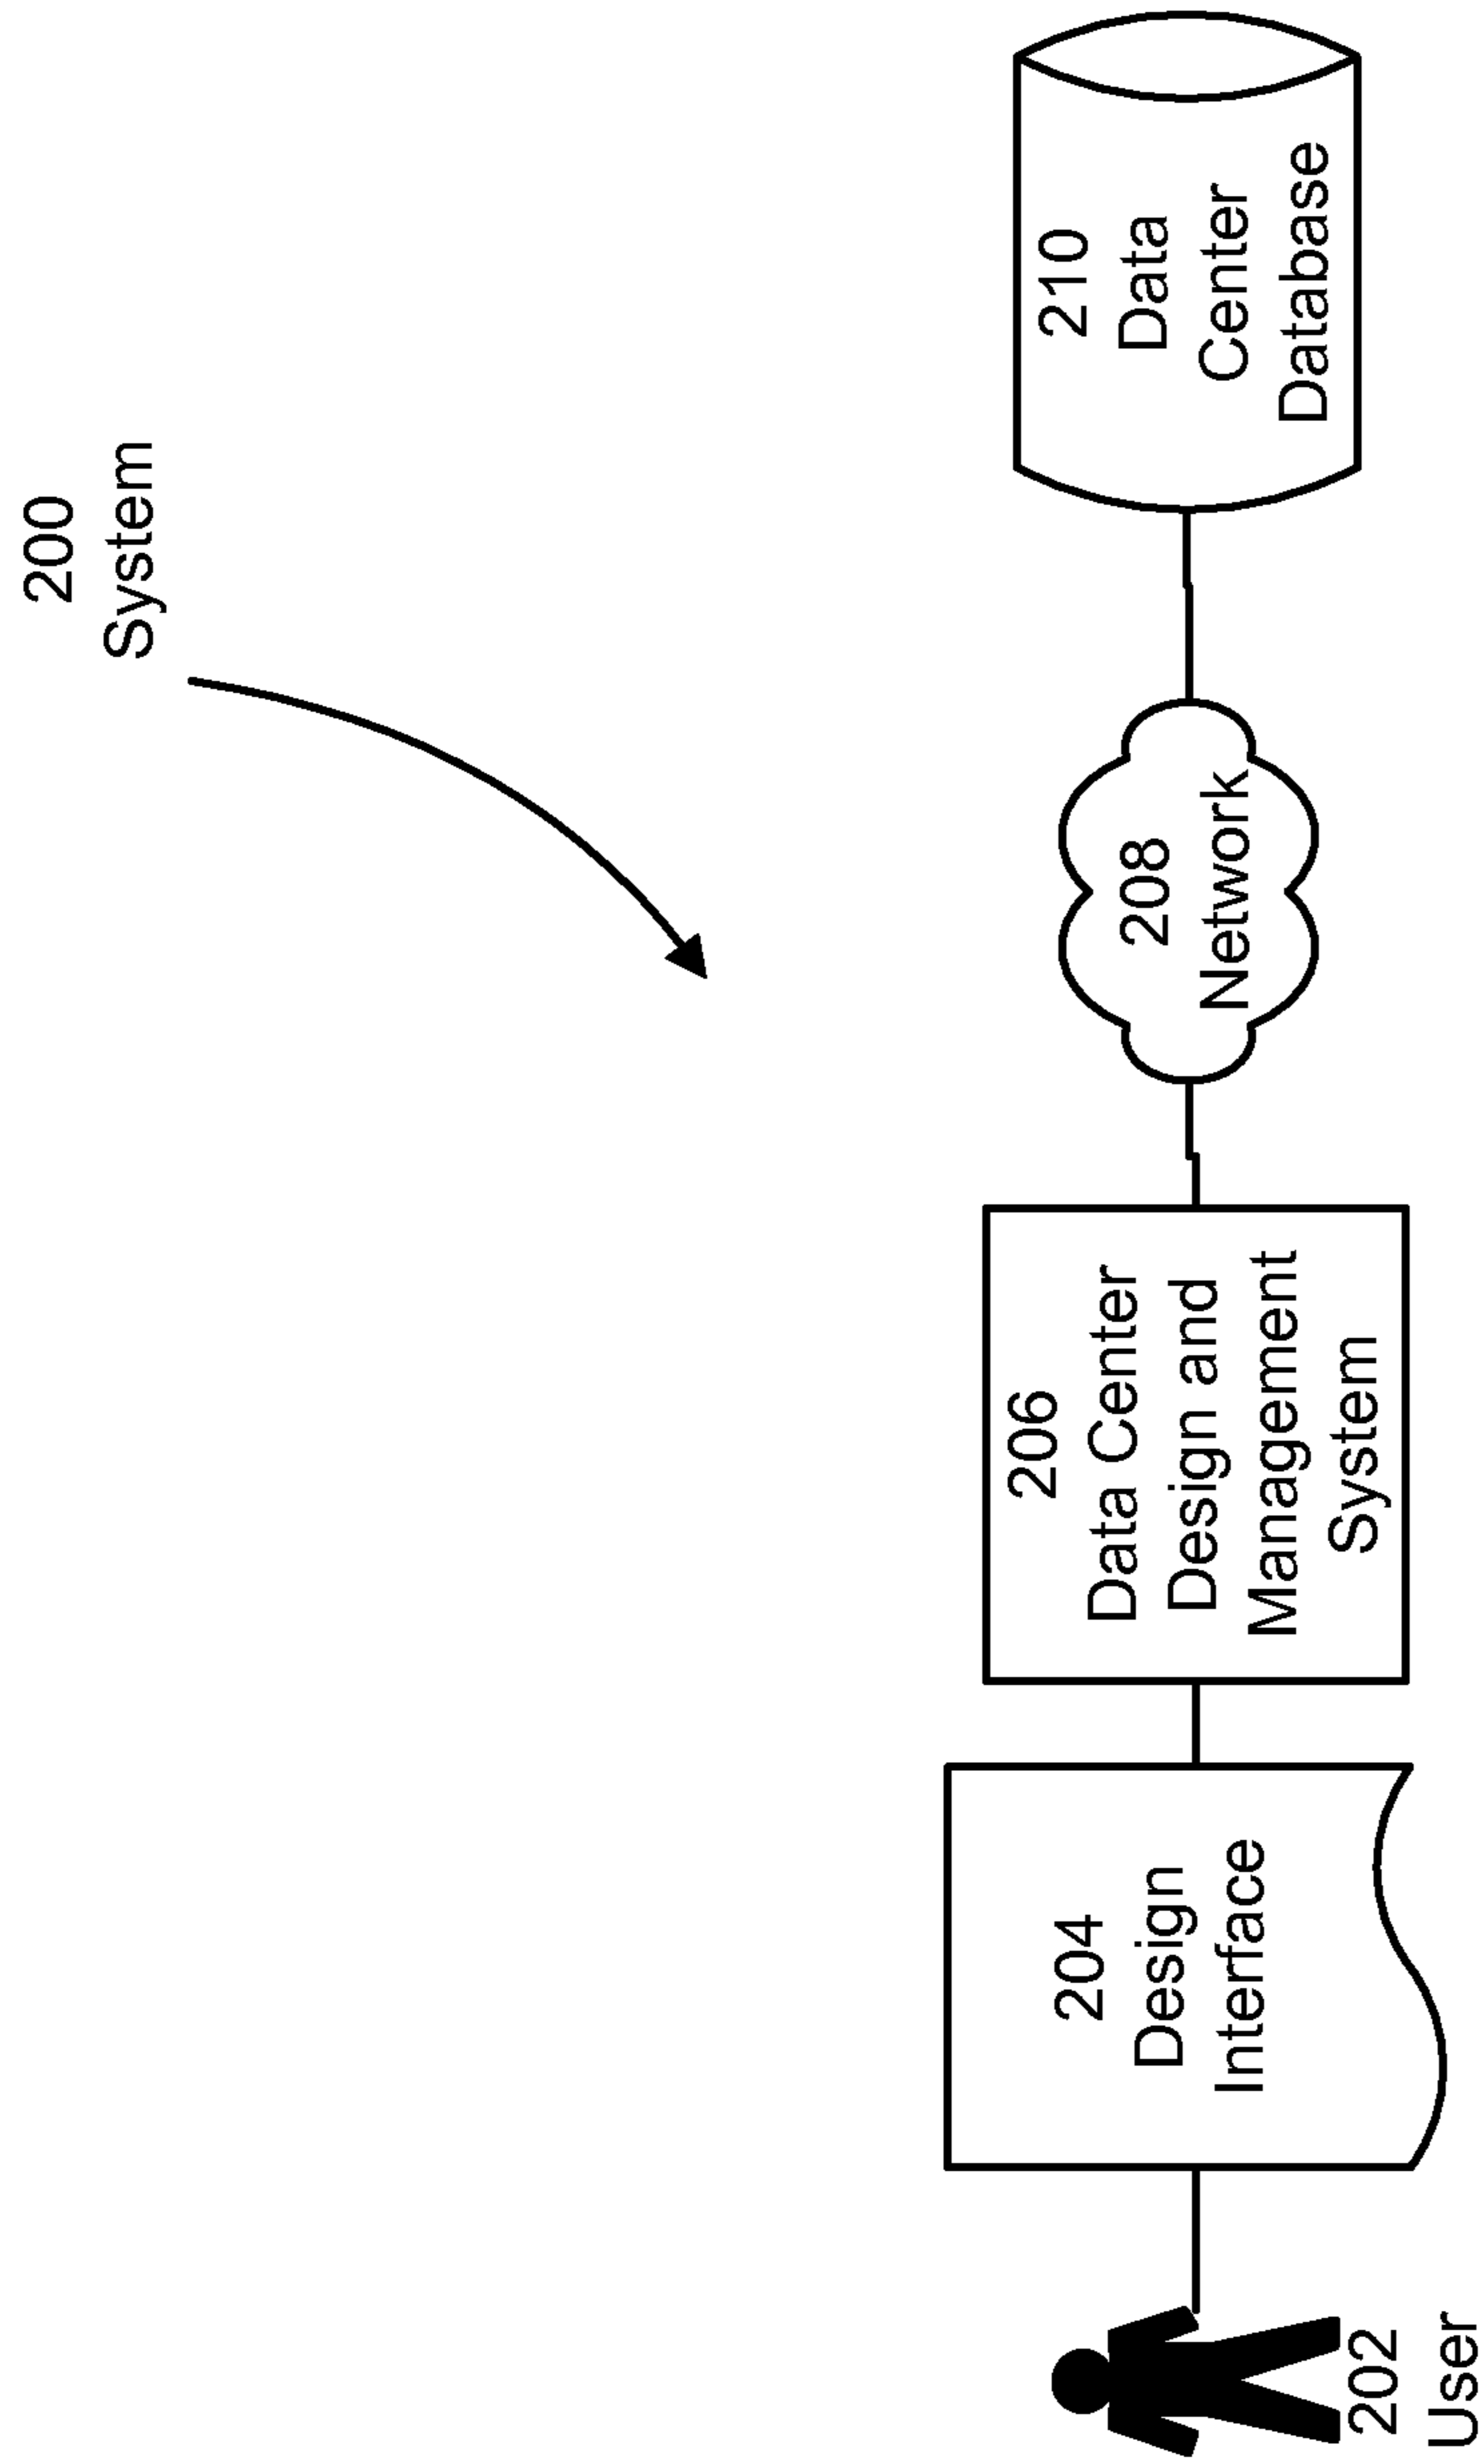 200
System
202
User
204
Design
Interface
206
Data Center
Design and
Management
System
208
Network
210
Data
Center
Database